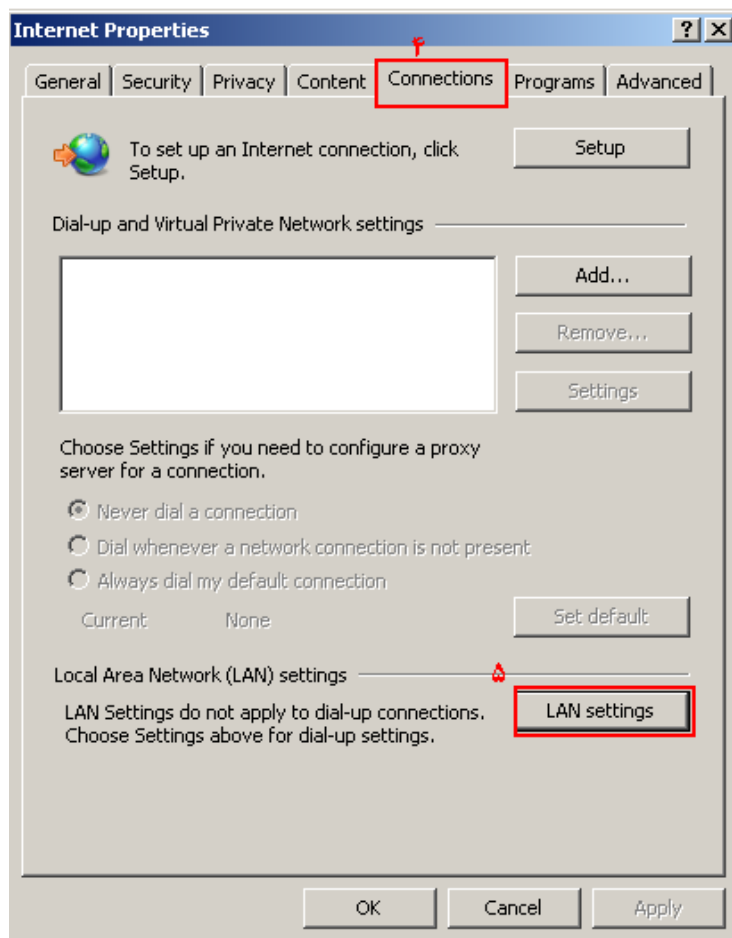 Internet Properties
۴
General Security Privacy Content Connections Programs Advanced
To set up an Internet connection, click
Setup.
Setup
Dial-up and Virtual Private Network settings
Add...
Remove...
Settings
Choose Settings if you need to configure a proxy
server for a connection.
Never dial a connection
Dial whenever a network connection is not present
Always dial my default connection
Current None
Set default
Local Area Network (LAN) settings
۵
LAN Settings do not apply to dial-up connections.
Choose Settings above for dial-up settings.
LAN settings
OK Cancel Apply